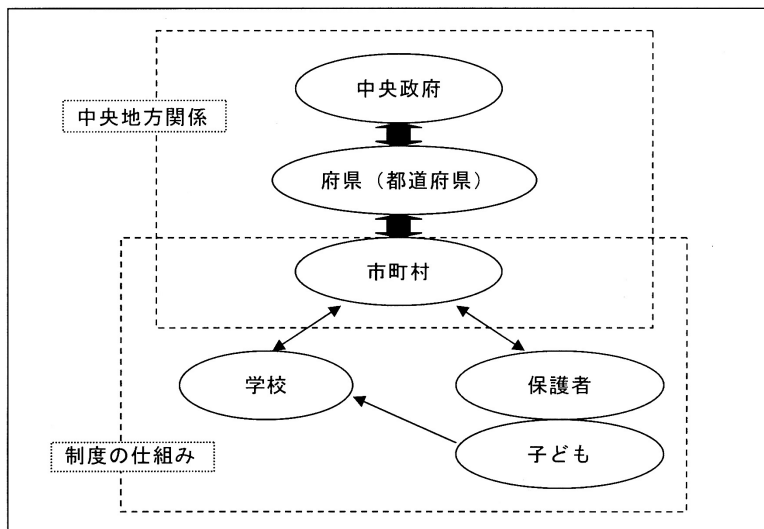 中央政府
中央地方関係
府県（都道府県）
市町村
学校
保護者
子ども
制度の仕組み